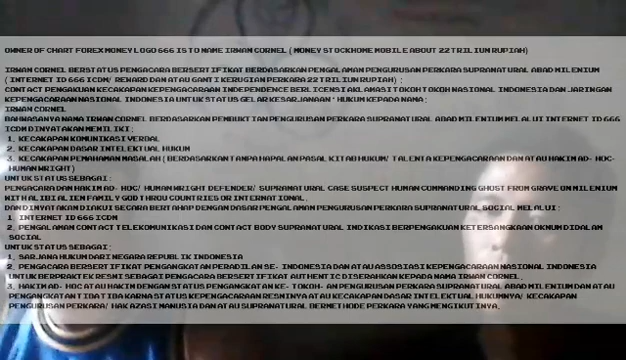 OWNER OF CHART FOREX MONEY LOGO 666 IS TO NAME IRWAN CORNEL ( MONEY STOCKHOME MOBILE ABOUT 22 TRILIUN RUPIAH)
IRWAN CORNEL BERSTATUS PENGACARA BERSERTIFIKAT BERDASARKAN PENGALAMAN PENGURUSAN PERKARA SUPRANATURAL ABAD MILENIUM
( INTERNET ID 666 ICDM/ REWARD DAN ATAU GANTI KERUGIAN PERKARA 22 TRILIUN RUPIAH) ;
CONTACT PENGAKUAN KECAKAPAN KEPENGACARAAN INDEPENDENCE BERLICENSI AKLAMASI TOKOH TOKOH NASIONAL INDONESIA DAN JARINGAN
KEPENGACARAAN NASIONAL INDONESIA UNTUK STATUS GELAR KESARJANAAN " HUKUM KEPADA NAMA ;
IRWAN CORNEL
BAHWASANYA NAMA IRWAN CORNEL BERDASARKAN PEMBUKTIAN PENGURUSAN PERKARA SUPRANATURAL ABAD MILENIUM MELALUI INTERNET ID 666
ICDM DINYATAKAN MEMILIKI ;
1. KECAKAPAN KOMUNIKASI VERBAL
2. KECAKAPAN DASAR INTELEKTUAL HUKUM
3. KECAKAPAN PEMAHAMAN MASALAH ( BERDASARKAN TANPA HAPALAN PASAL KITAB HUKUM/ TALENTA KEPENGACARAAN DAN ATAU HAKIM AD- HOC-
HUMAN WRIGHT)
UNTUK STATUS SEBAGAI :
PENGACARA DAN HAKIM AD- HOC/ HUMAN WRIGHT DEFENDER/ SUPRANATURAL CASE SUSPECT HUMAN COMMANDING GHOST FROM GRAVE ON MILENIUM
WITH ALIBI ALIEN FAMILY GOD THROU COUNTRIES OR INTERNATIONAL.
DAN DINYATAKAN DIAKUI SECARA BERTAHAP DENGAN DASAR PENGALAMAN PENGURUSAN PERKARA SUPRANATURAL SOCIAL MELALUI :
1. INTERNET ID 666 ICDM
2. PENGALAMAN CONTACT TELEKOMUNIKASI DAN CONTACT BODY SUPRANATURAL INDIKASI BERPENGAKUAN KETERSANGKAAN OKNUM DIDALAM
SOCIAL
UNTUK STATUS SEBAGAI :
1. SARJANA HUKUM DARI NEGARA REPUBLIK INDONESIA
2. PENGACARA BERSERTIFIKAT PENGANGKATAN PERADILAN SE- INDONESIA DAN ATAU ASSOSIASI KEPENGACARAAN NASIONAL INDONESIA
UNTUK BERPRAKTEK RESMI SEBAGAI PENGACARA BERSERTIFIKAT AUTHENTIC DISERAHKAN KEPADA NAMA IRWAN CORNEL.
3. HAKIM AD- HOC ATAU HAKIM DENGAN STATUS PENGANGKATAN KE- TOKOH- AN PENGURUSAN PERKARA SUPRANATURAL ABAD MILENIUM DAN ATAU
PENGANGKATAN TIBA TIBA KARNA STATUS KEPENGACARAAN RESMI NYA ATAU KECAKAPAN DASAR INTELEKTUAL HUKUMNYA/ KECAKAPAN
PENGURUSAN PERKARA/ HAK AZASI MANUSIA DAN ATAU SUPRANATURAL BERMETHODE PERKARA YANG MENGIKUTINYA.